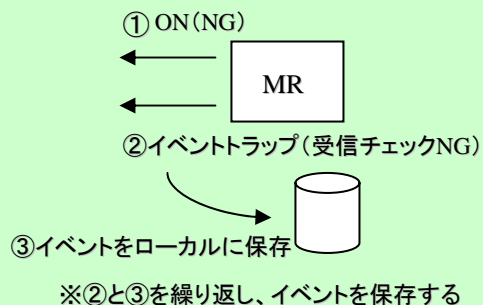 ①ON(NG)
MR
②イベントトラップ(受信チェックNG)
③イベントをローカルに保存
※②と③を繰り返し、イベントを保存する